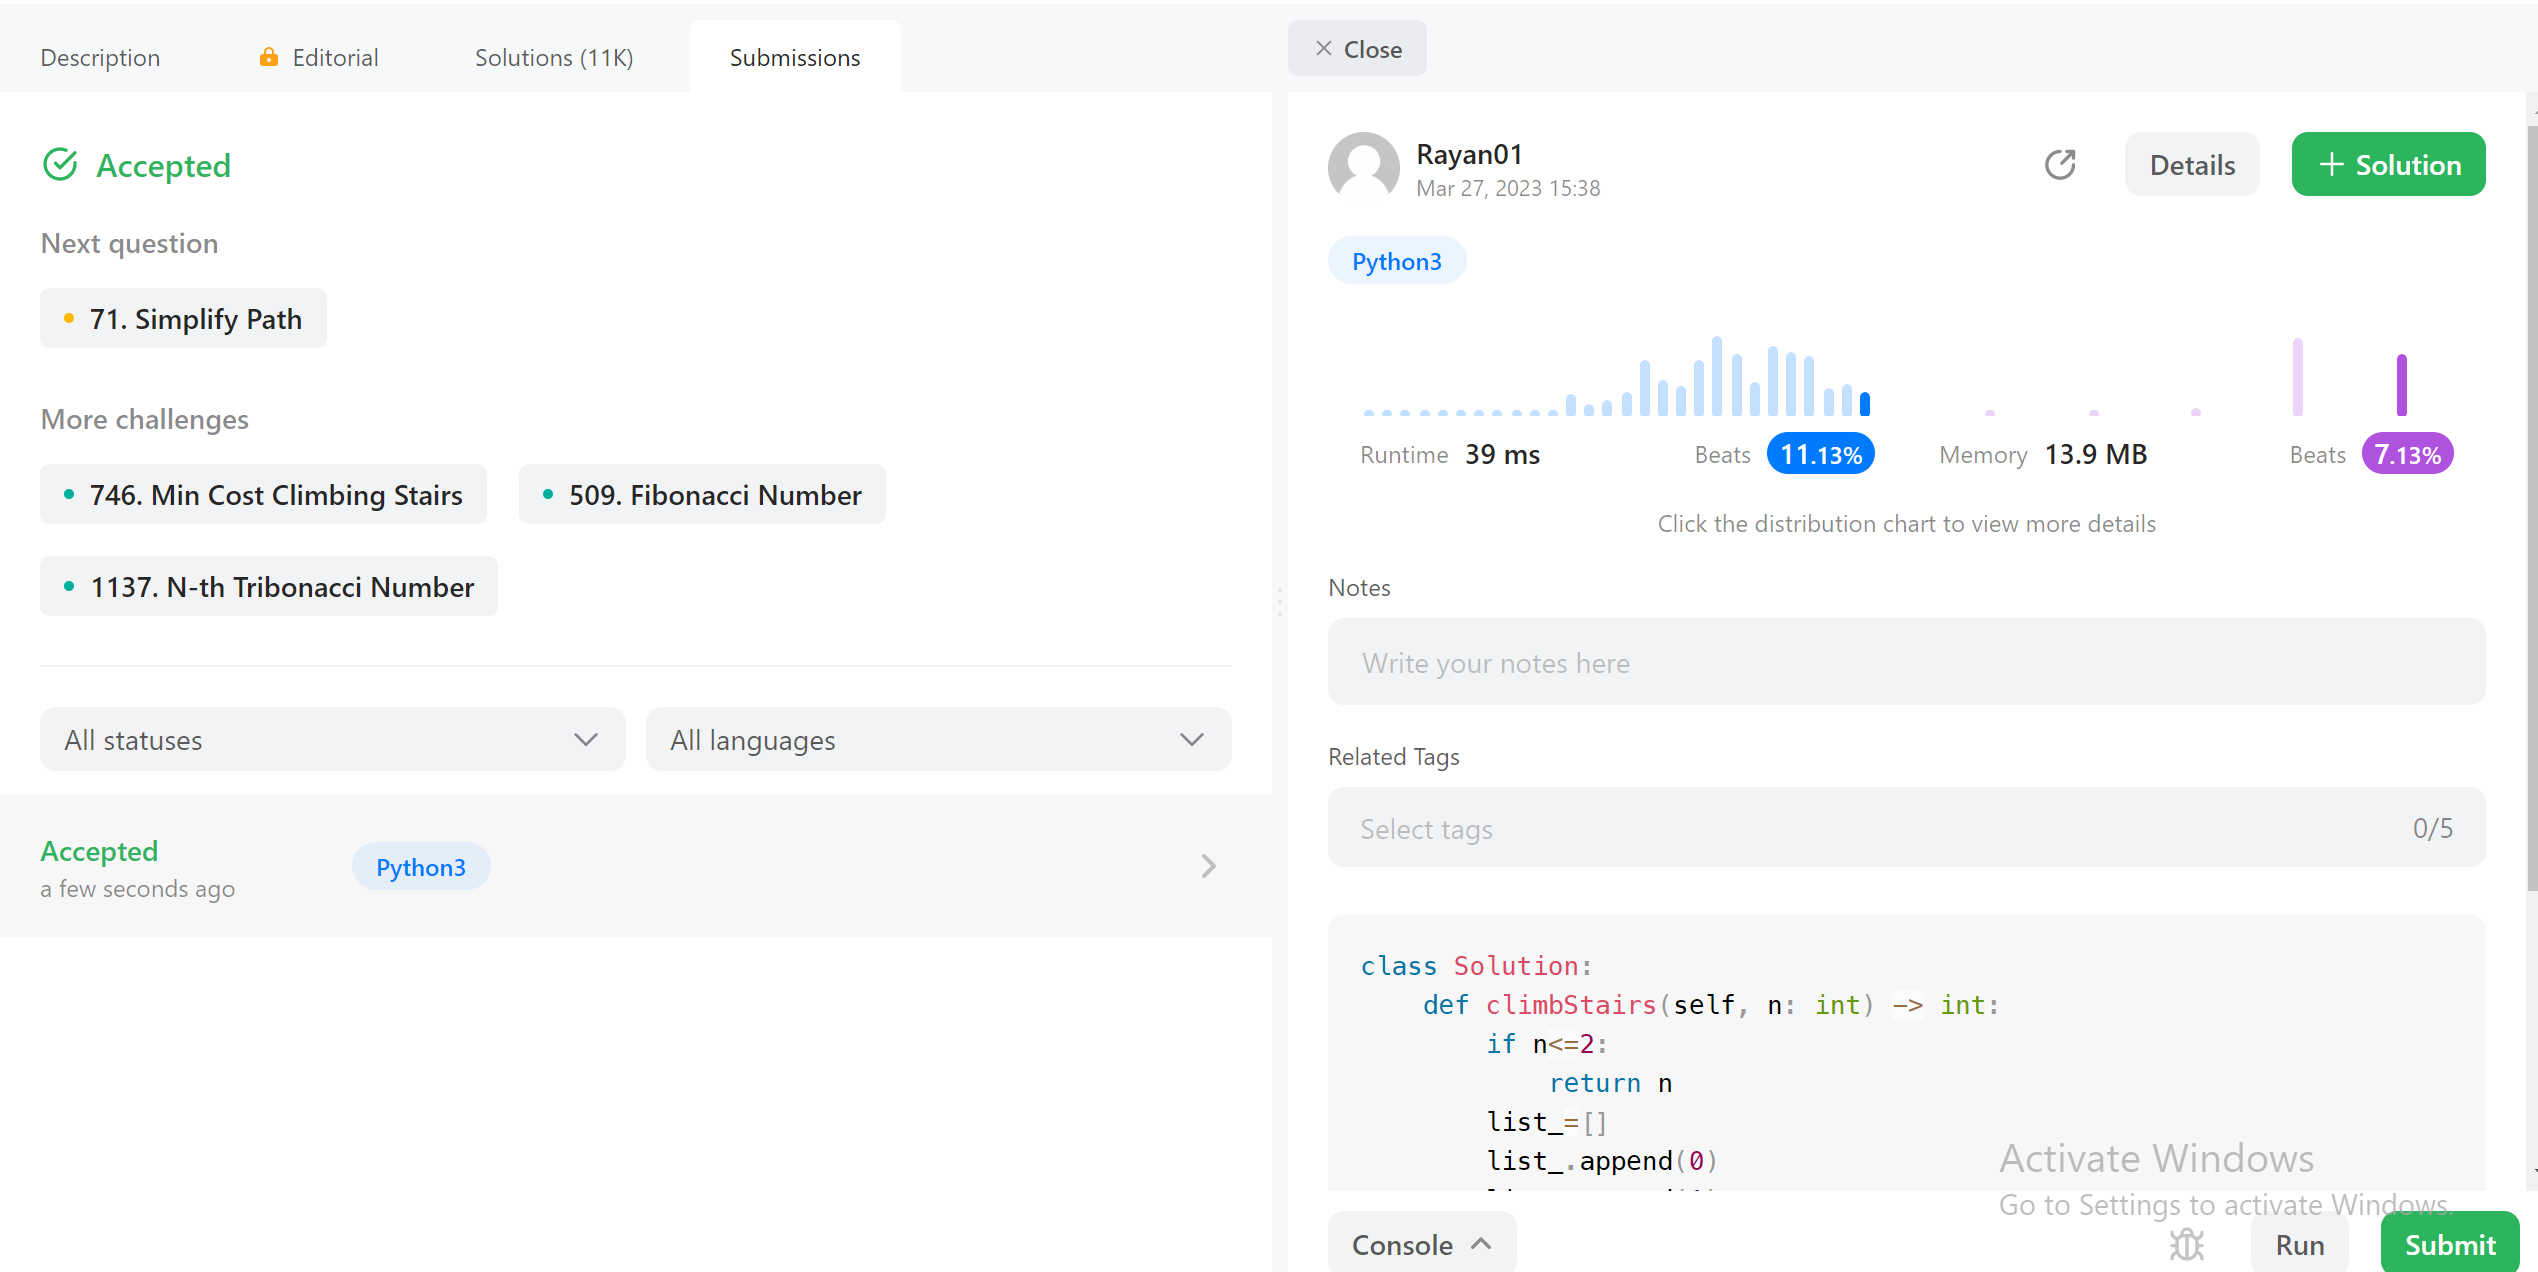 Description
Editorial
Solutions (11K)
Submissions
Close
Accepted
Next question
71. Simplify Path
More challenges
746. Min Cost Climbing Stairs
509. Fibonacci Number
1137. N-th Tribonacci Number
All statuses
All languages
Accepted
a few seconds ago
Python3
Rayan01
Mar 27, 2023 15:38
Details
+ Solution
Python3
Runtime 39 ms
Beats 11.13%
Memory 13.9 MB
Beats 7.13%
Click the distribution chart to view more details
Notes
Write your notes here
Related Tags
Select tags
0/5
class Solution:
    def climbStairs(self, n: int) -> int:
        if n<=2:
            return n
        list_=[]
        list_.append(0)
Activate Windows
Go to Settings to activate Windows.
Console
Run
Submit